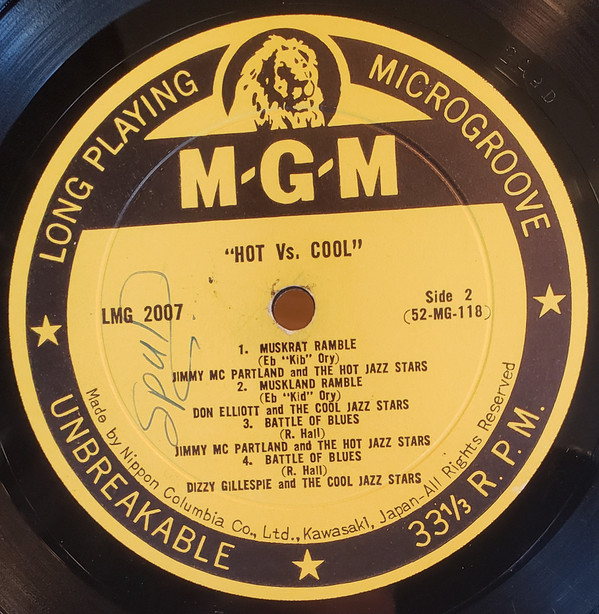 LONG PLAYING
MICROGROOVE
M-G-M
"HOT Vs. COOL"
LMG 2007
Side 2
(52-MG-118)
1. MUSKRAT RAMBLE
(Eb "Kib" Ory)
JIMMY MC PARTLAND and THE HOT JAZZ STARS
2. MUSKLAND RAMBLE
(Eb "Kid" Ory)
DON ELLIOTT and THE COOL JAZZ STARS
3. BATTLE OF BLUES
(R. Hall)
JIMMY MC PARTLAND and THE HOT JAZZ STARS
4. BATTLE OF BLUES
(R. Hall)
DIZZY GILLESPIE and THE COOL JAZZ STARS
Made by Nippon Columbia Co., Ltd., Kawasaki, Japan-All Rights Reserved
UNBREAKABLE
33⅓ R.P.M.